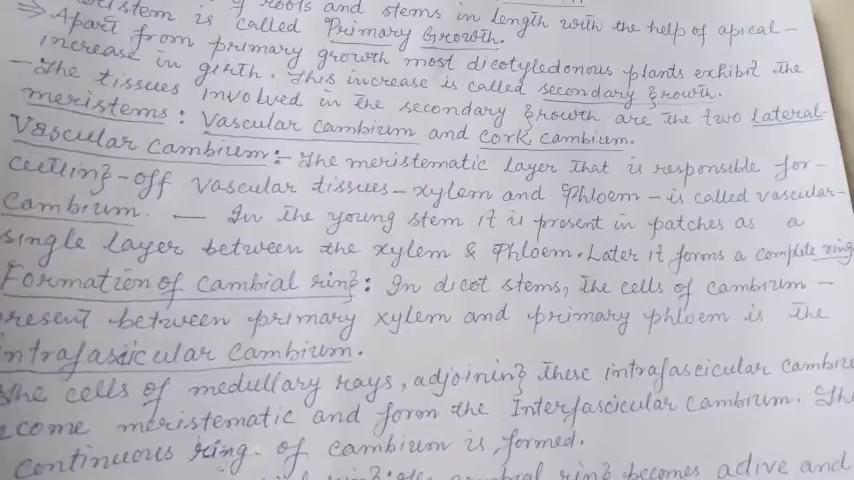 istem is of roots and stems in length with the help of apical-
⇒ Apart from primary growth most dicotyledonous plants exhibit the
is called Primary Growth.
increase in girth. This increase is called secondary Growth.
- The tissues involved in the secondary Growth are the two lateral-
meristems : Vascular cambium and cork cambium.
Vascular cambium :- The meristematic layer that is responsible for-
cutting-off vascular tissues - xylem and Phloem - is called vascular-
cambium. — In the young stem it is present in patches as a
single layer between the xylem & Phloem. Later it forms a complete ring
Formation of cambial ring : In dicot stems, the cells of cambium -
resent between primary xylem and primary phloem is the
intrafascicular cambium.
The cells of medullary rays, adjoining these intrafascicular cambiu
ecome meristematic and form the Interfascicular cambium. Th
continuous ring of cambium is formed.
ring becomes active and